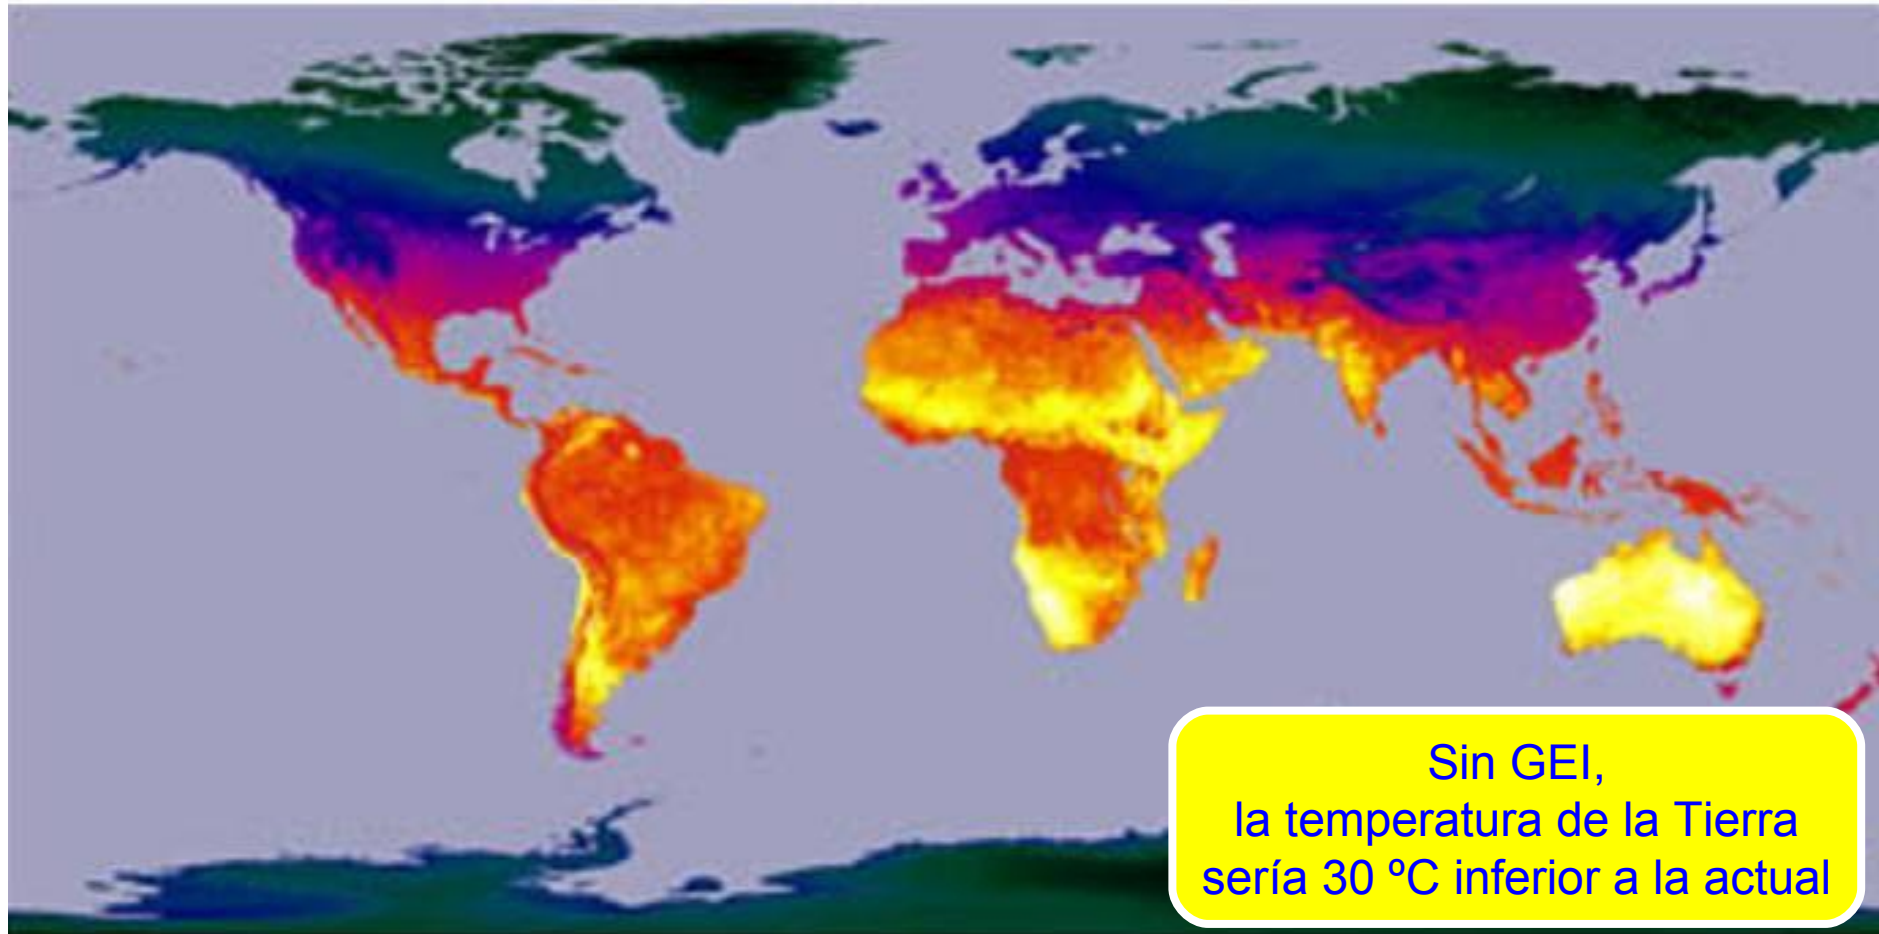 Sin GEI,
la temperatura de la Tierra
sería 30 ºC inferior a la actual